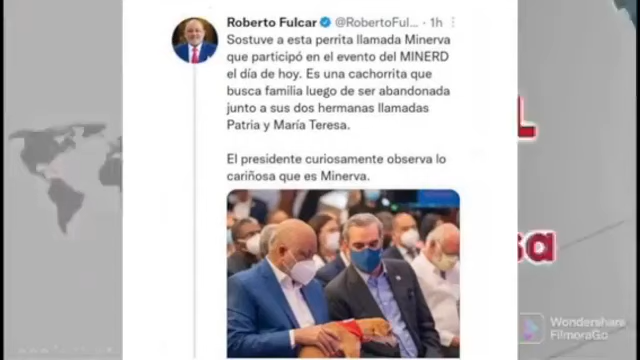 Roberto Fulcar @RobertoFul... · 1h
Sostuve a esta perrita llamada Minerva
que participó en el evento del MINERD
el día de hoy. Es una cachorrita que
busca familia luego de ser abandonada
junto a sus dos hermanas llamadas
Patria y María Teresa.
El presidente curiosamente observa lo
cariñosa que es Minerva.
Wondershare
FilmoraGo